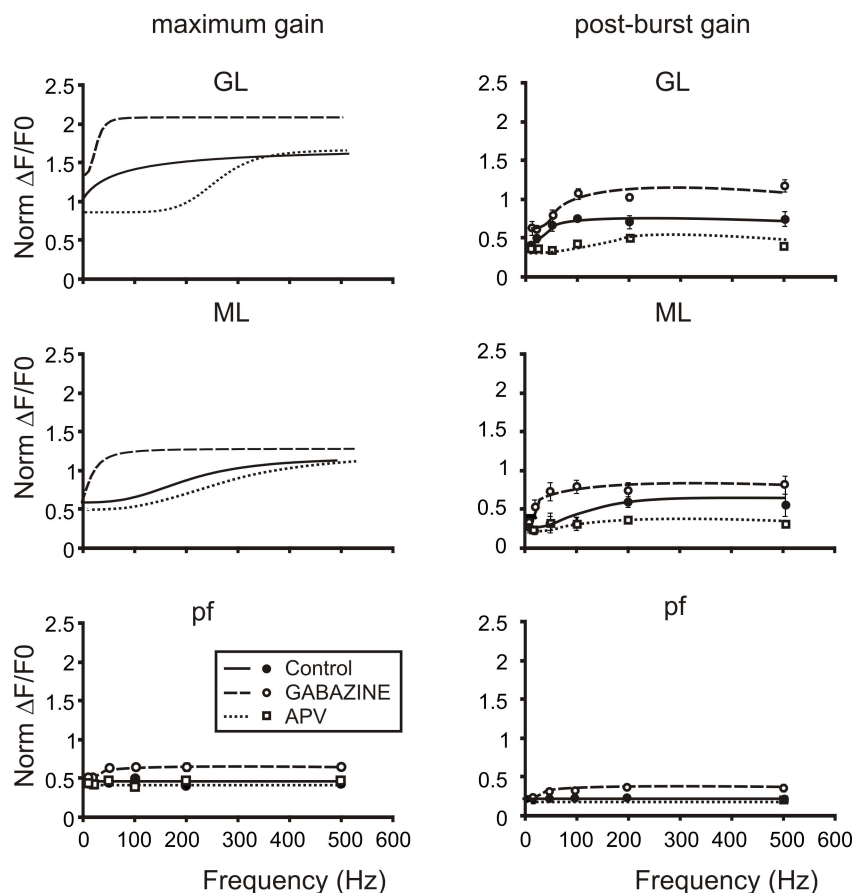 maximum gain
post-burst gain
GL
2.5
2
1.5
1
0.5
0
Norm ΔF/F0
GL
2.5
2
1.5
1
0.5
0
ML
2.5
2
1.5
1
0.5
0
Norm ΔF/F0
ML
2.5
2
1.5
1
0.5
0
pf
2.5
2
1.5
1
0.5
0
Norm ΔF/F0
Control
GABAZINE
APV
0 100 200 300 400 500 600
Frequency (Hz)
pf
2.5
2
1.5
1
0.5
0
0 100 200 300 400 500 600
Frequency (Hz)